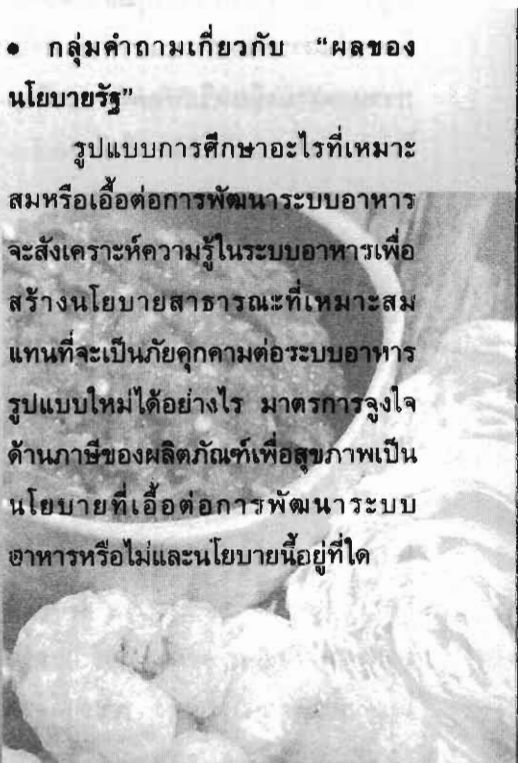 • กลุ่มคำถามเกี่ยวกับ “ผลของ
นโยบายรัฐ”
รูปแบบการศึกษาอะไรที่เหมาะ
สมหรือเอื้อต่อการพัฒนาระบบอาหาร
จะสังเคราะห์ความรู้ในระบบอาหารเพื่อ
สร้างนโยบายสาธารณะที่เหมาะสม
แทนที่จะเป็นภัยคุกคามต่อระบบอาหาร
รูปแบบใหม่ได้อย่างไร มาตรการจูงใจ
ด้านภาษีของผลิตภัณฑ์เพื่อสุขภาพเป็น
นโยบายที่เอื้อต่อการพัฒนาระบบ
อาหารหรือไม่และนโยบายนี้อยู่ที่ใด